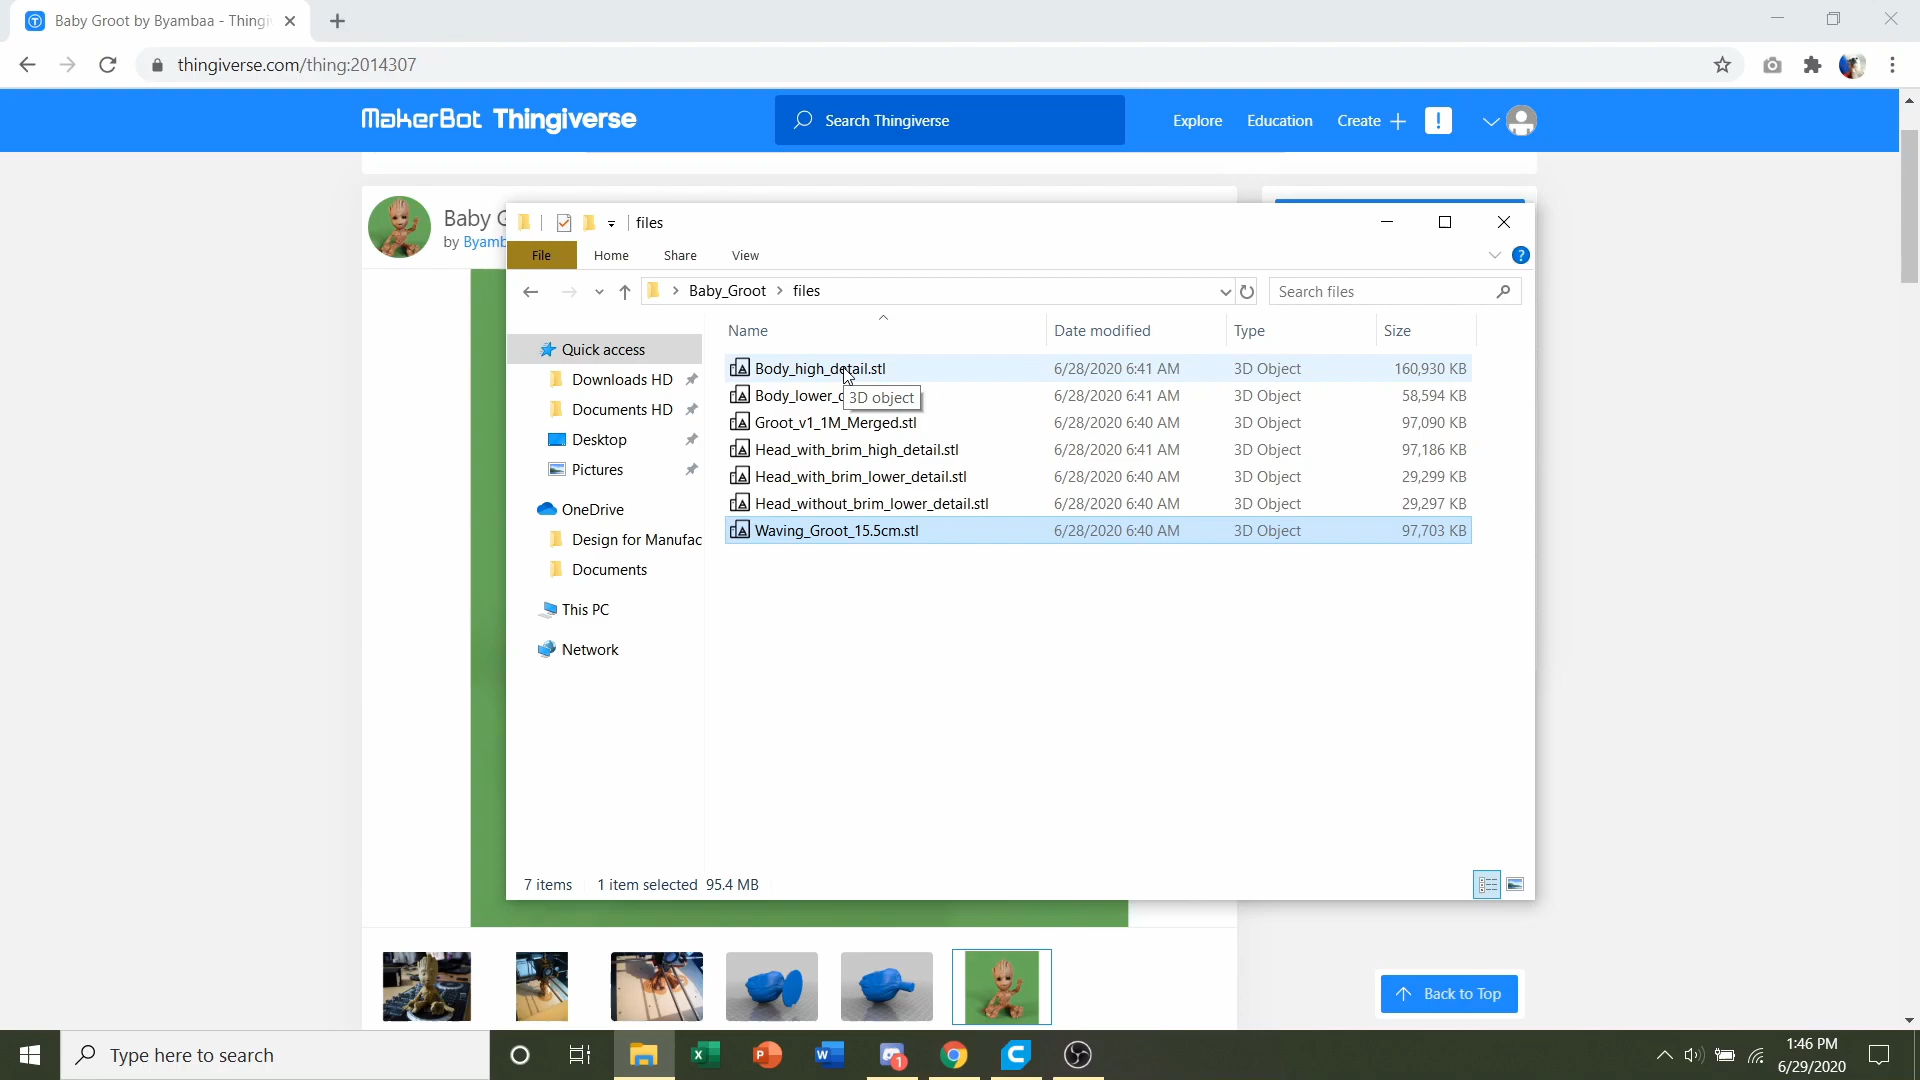 Baby Groot by Byambaa - Thingi
thingiverse.com/thing:2014307
MakerBot Thingiverse
Search Thingiverse
Explore
Education
Create
Baby G
by Byamb
files
File
Home
Share
View
Baby_Groot > files
Search files
Name
Date modified
Type
Size
Quick access
Downloads HD
Documents HD
Desktop
Pictures
OneDrive
Design for Manufac
Documents
This PC
Network
Body_high_detail.stl 6/28/2020 6:41 AM 3D Object 160,930 KB
Body_lower_d 6/28/2020 6:41 AM 3D Object 58,594 KB
3D object
Groot_v1_1M_Merged.stl 6/28/2020 6:40 AM 3D Object 97,090 KB
Head_with_brim_high_detail.stl 6/28/2020 6:41 AM 3D Object 97,186 KB
Head_with_brim_lower_detail.stl 6/28/2020 6:40 AM 3D Object 29,299 KB
Head_without_brim_lower_detail.stl 6/28/2020 6:40 AM 3D Object 29,297 KB
Waving_Groot_15.5cm.stl 6/28/2020 6:40 AM 3D Object 97,703 KB
7 items
1 item selected 95.4 MB
Back to Top
Type here to search
1
1:46 PM
6/29/2020